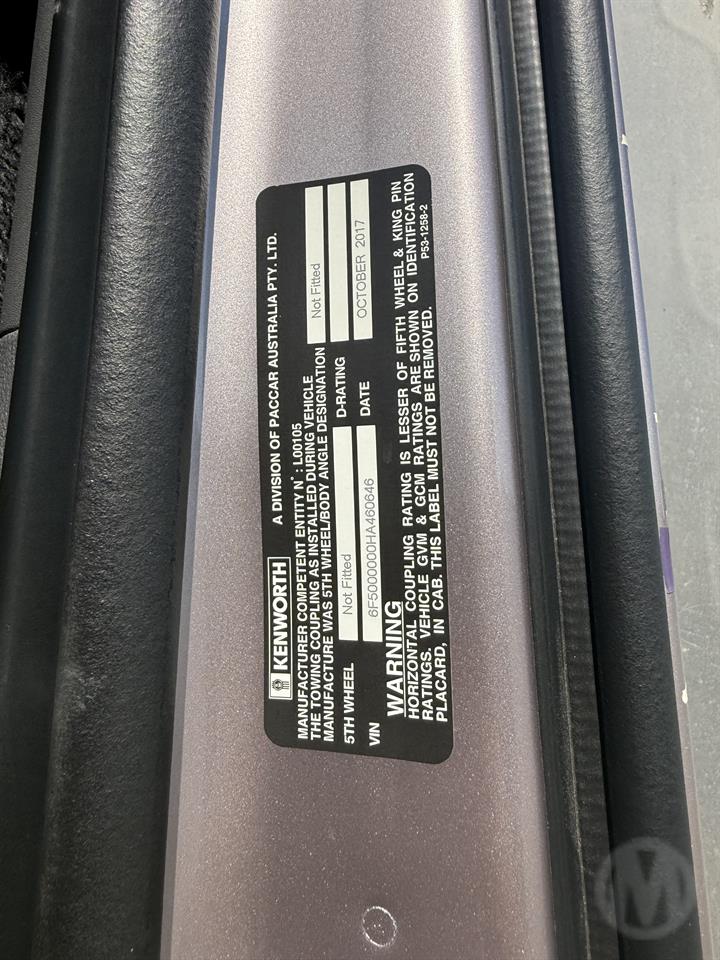 KENWORTH A DIVISION OF PACCAR AUSTRALIA PTY. LTD.
MANUFACTURER COMPETENT ENTITY N° : L00105
THE TOWING COUPLING AS INSTALLED DURING VEHICLE
MANUFACTURE WAS 5TH WHEEL/BODY ANGLE DESIGNATION Not Fitted
5TH WHEEL Not Fitted D-RATING
VIN 6F5000000HA460646 DATE OCTOBER 2017
WARNING
HORIZONTAL COUPLING RATING IS LESSER OF FIFTH WHEEL & KING PIN
RATINGS. VEHICLE GVM & GCM RATINGS ARE SHOWN ON IDENTIFICATION
PLACARD, IN CAB. THIS LABEL MUST NOT BE REMOVED.
P53-1258-2
M